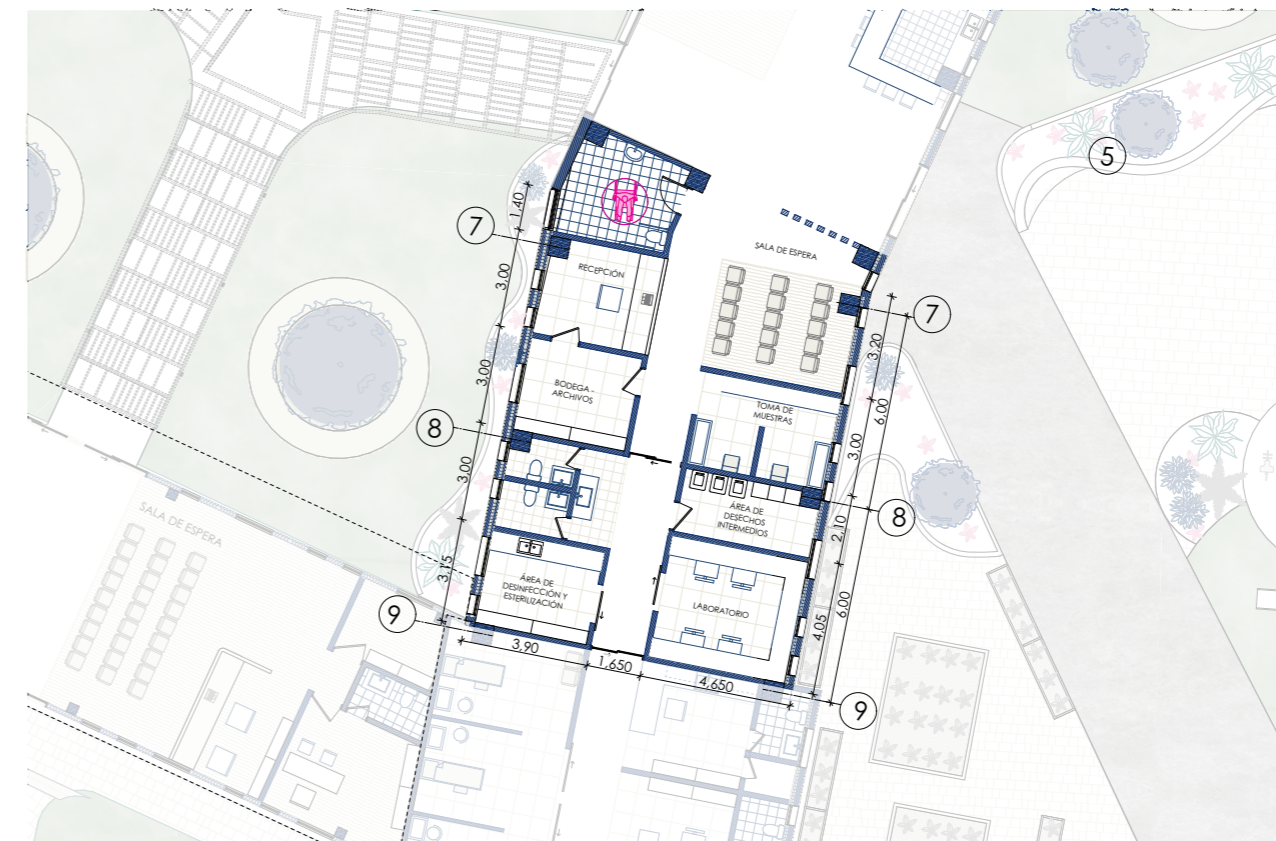 5
1.40
7
SALA DE ESPERA
RECEPCIÓN
3,00
7
3,20
3,00
BODEGA -
ARCHIVOS
TOMA DE
MUESTRAS
6,00
8
3,00
3,00
ÁREA DE
DESECHOS
INTERMEDIOS
8
SALA DE ESPERA
2,10
3,15
ÁREA DE
DESINFECCIÓN Y
ESTERILIZACIÓN
LABORATORIO
6,00
4,05
9
3,90
1,650
4,650
9